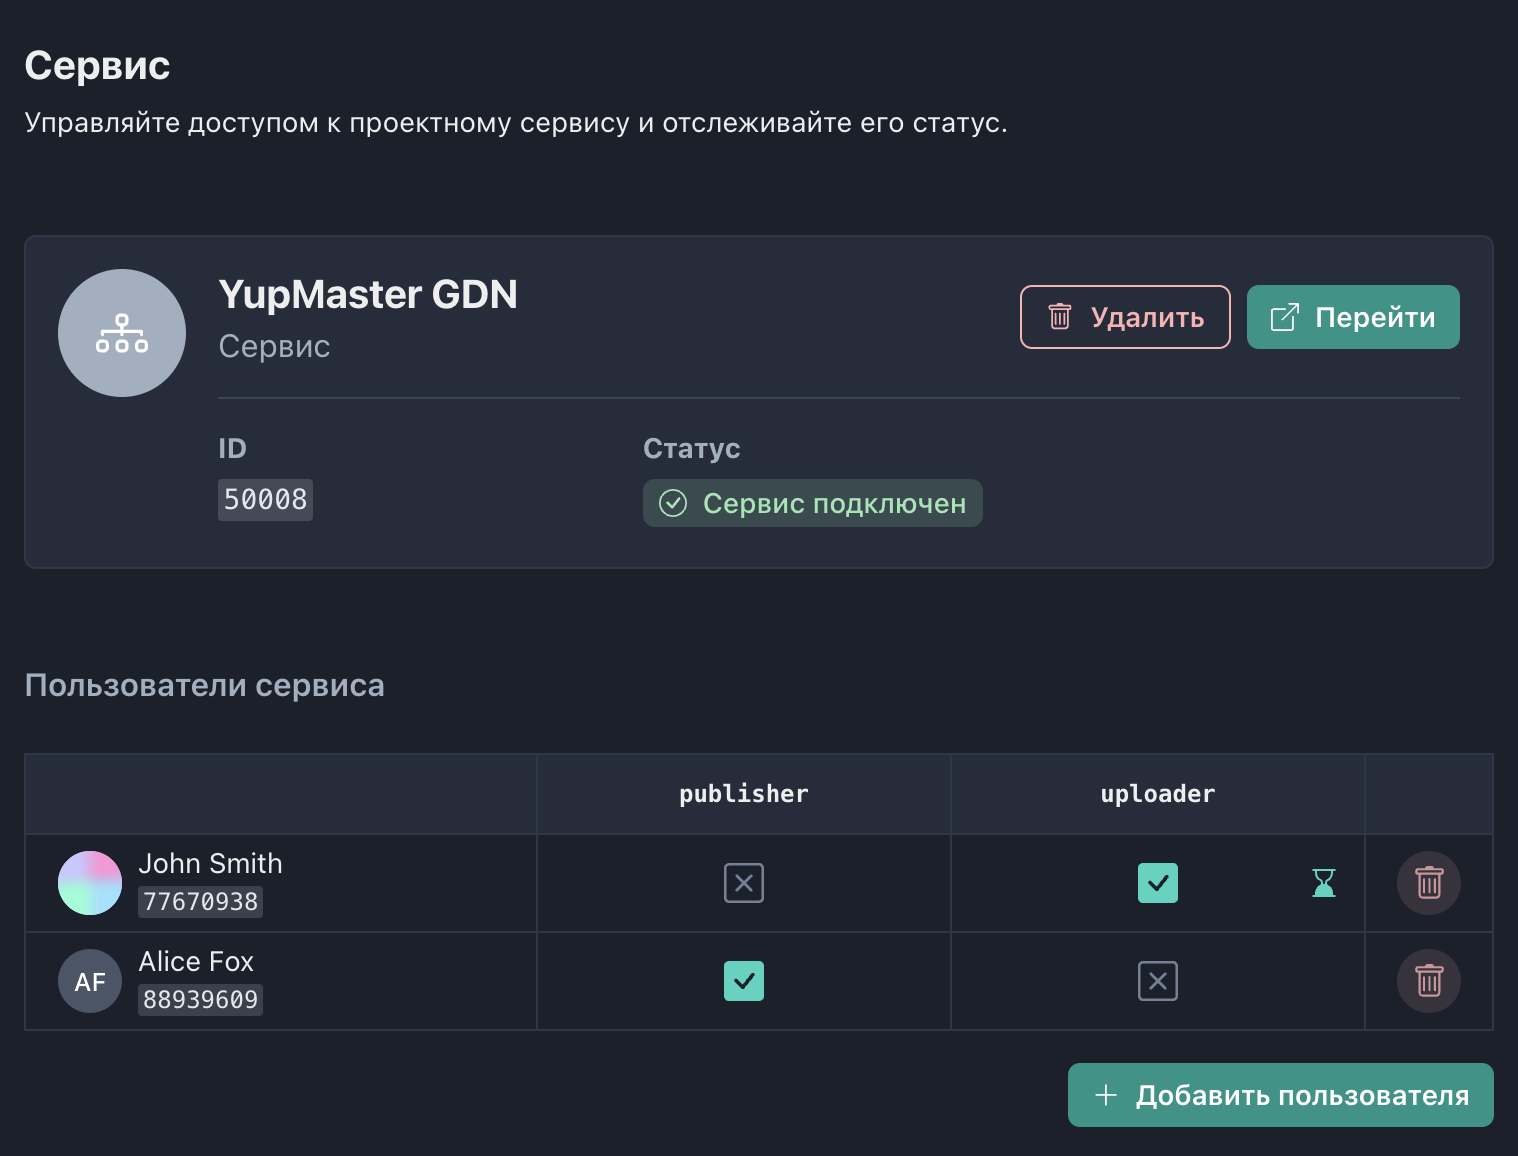 Сервис
Управляйте доступом к проектному сервису и отслеживайте его статус.
YupMaster GDN
Сервис
Удалить
Перейти
ID
Статус
50008
Сервис подключен
Пользователи сервиса
publisher
uploader
John Smith
77670938
AF
Alice Fox
88939609
Добавить пользователя